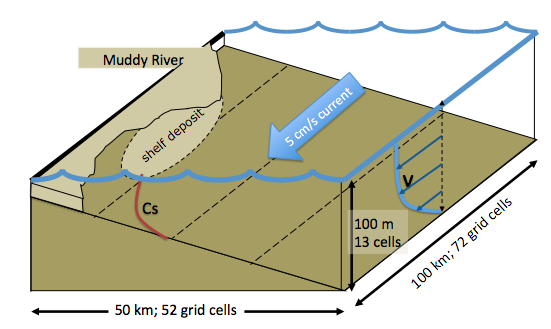 Muddy River
5 cm/s current
shelf deposit
V
Cs
100 m
13 cells
100 km; 72 grid cells
50 km; 52 grid cells